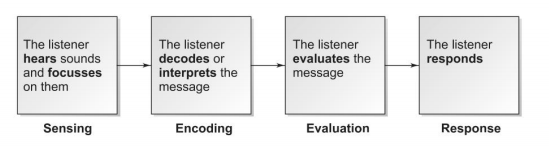 The listener
hears sounds
and focusses
on them
The listener
decodes or
interprets the
message
The listener
evaluates the
message
The listener
responds
Sensing
Encoding
Evaluation
Response